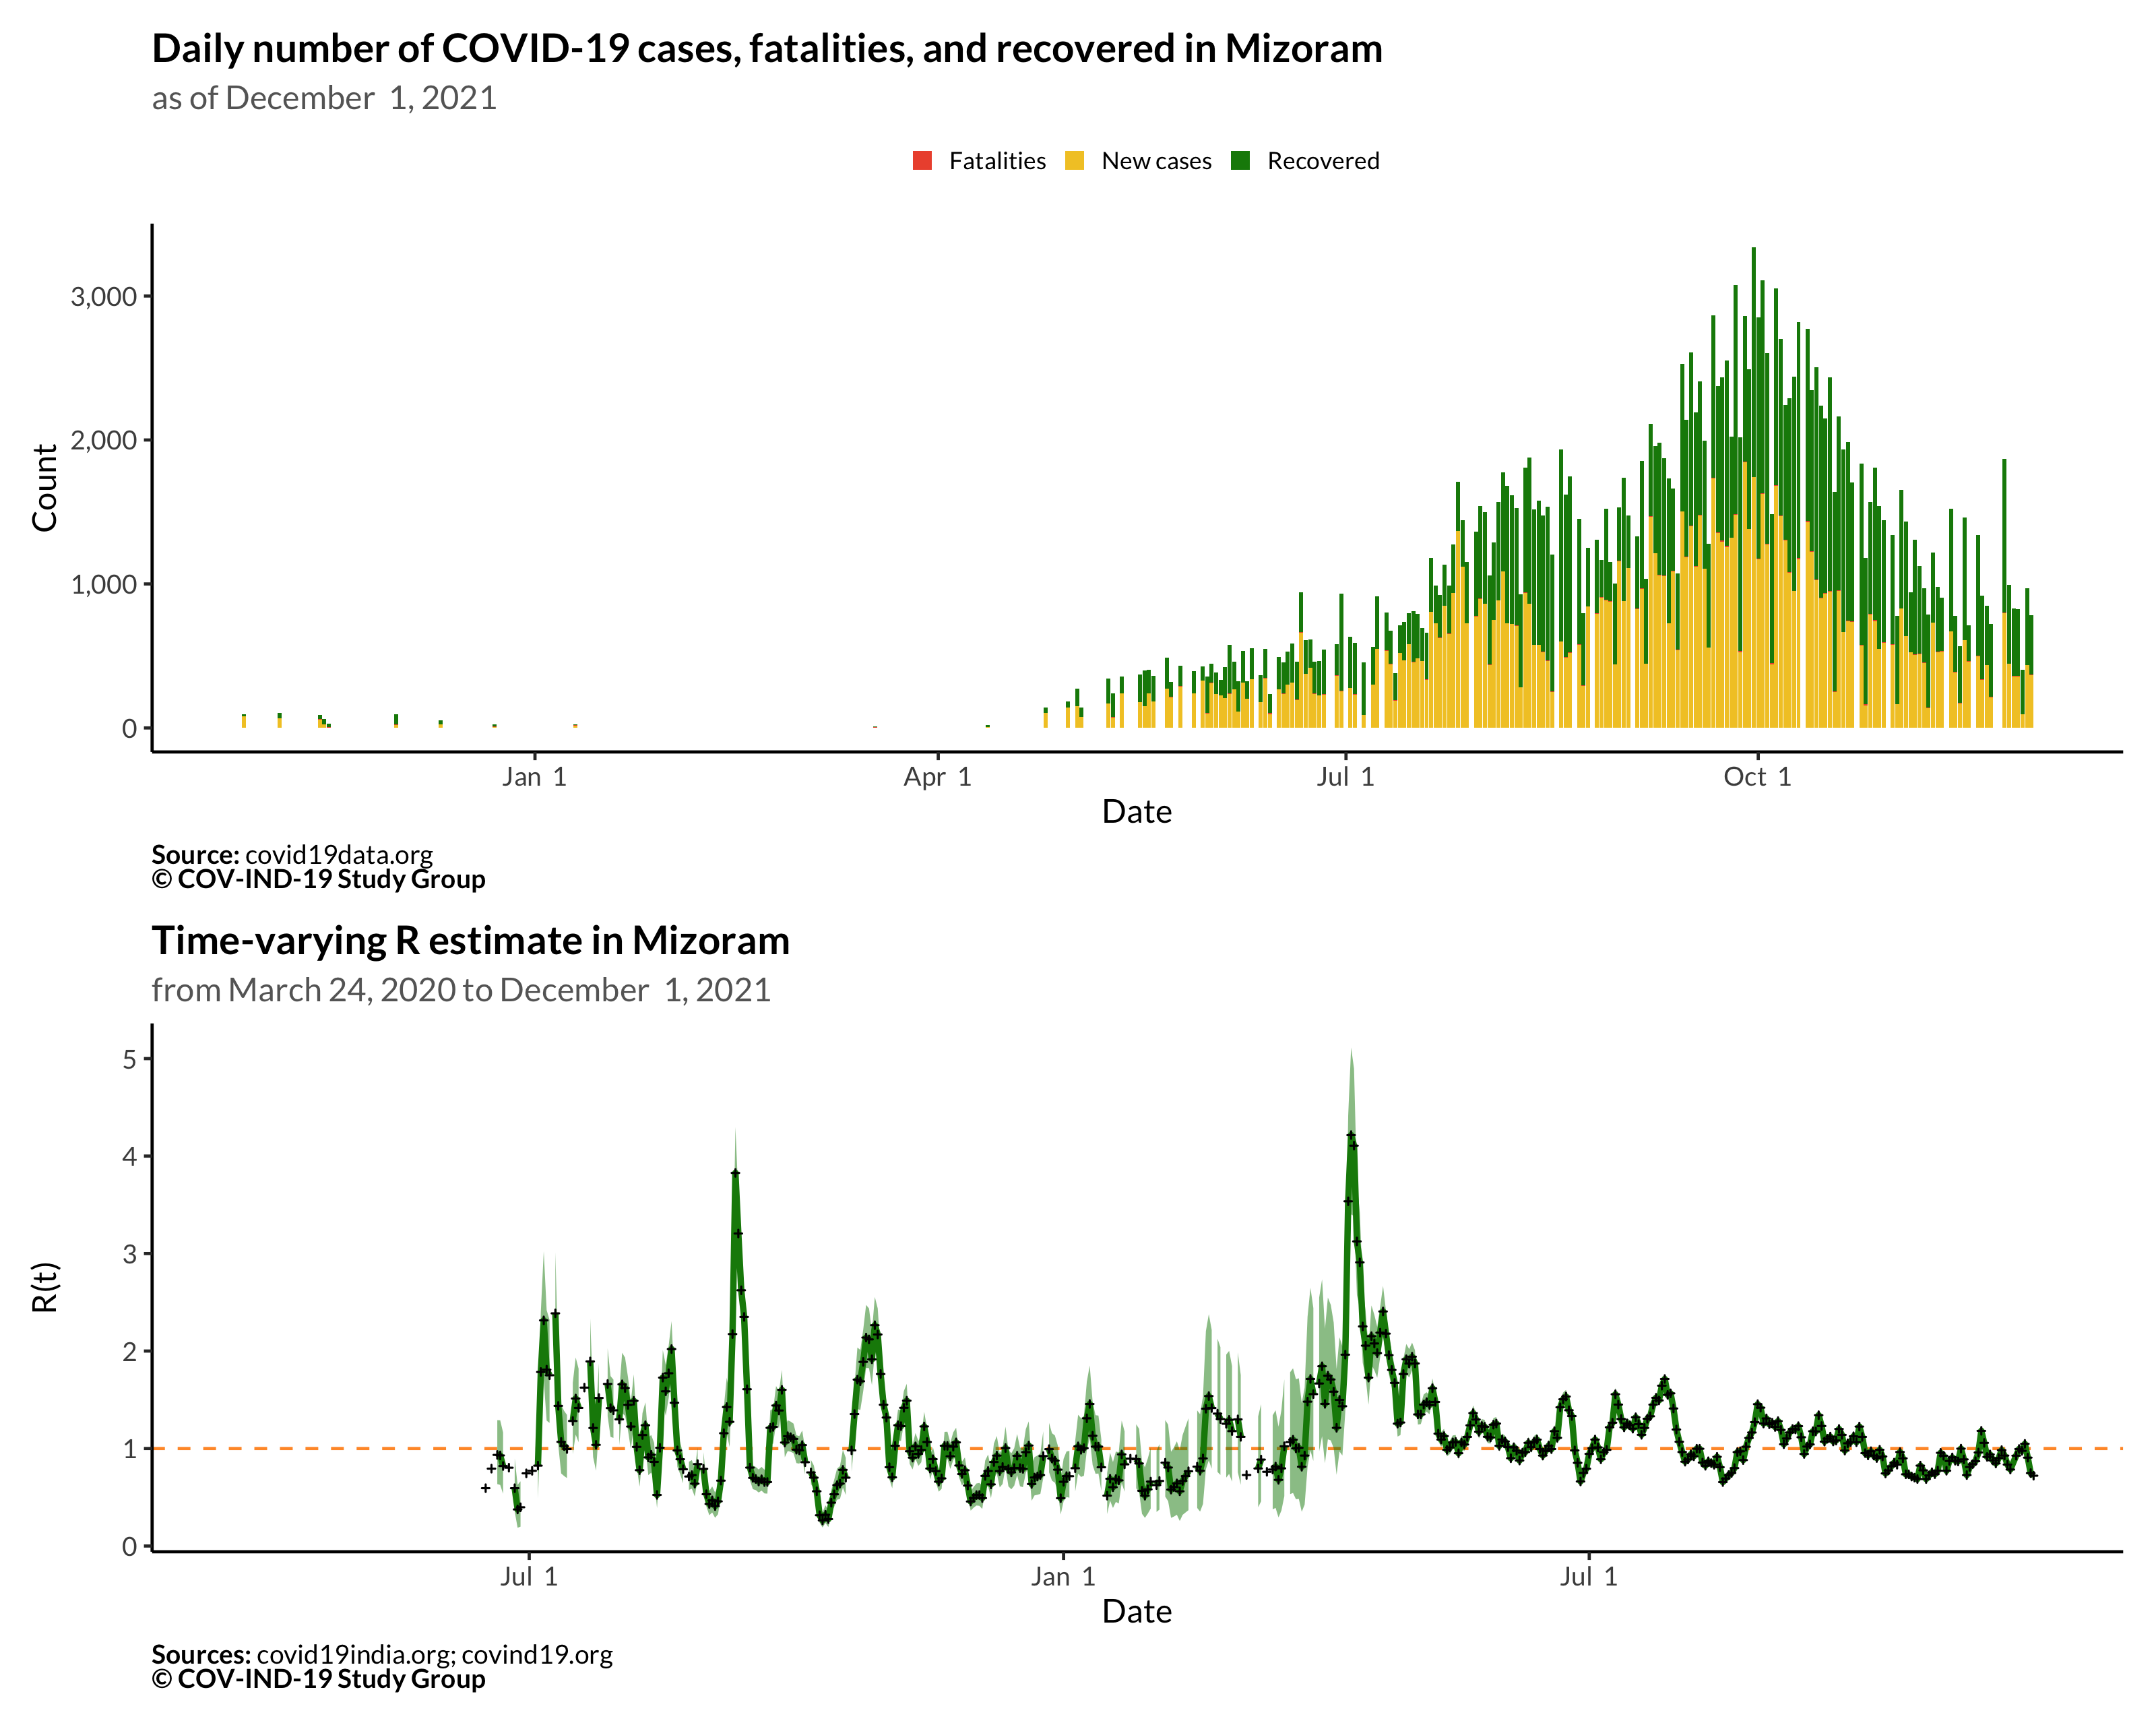 Daily number of COVID-19 cases, fatalities, and recovered in Mizoram
as of December  1, 2021
Fatalities New cases Recovered
3,000
2,000
1,000
0
Count
Jan  1 Apr  1 Jul  1 Oct  1
Date
Source: covid19data.org
© COV-IND-19 Study Group
Time-varying R estimate in Mizoram
from March 24, 2020 to December  1, 2021
5
4
3
2
1
0
R(t)
Jul  1 Jan  1 Jul  1
Date
Sources: covid19india.org; covind19.org
© COV-IND-19 Study Group